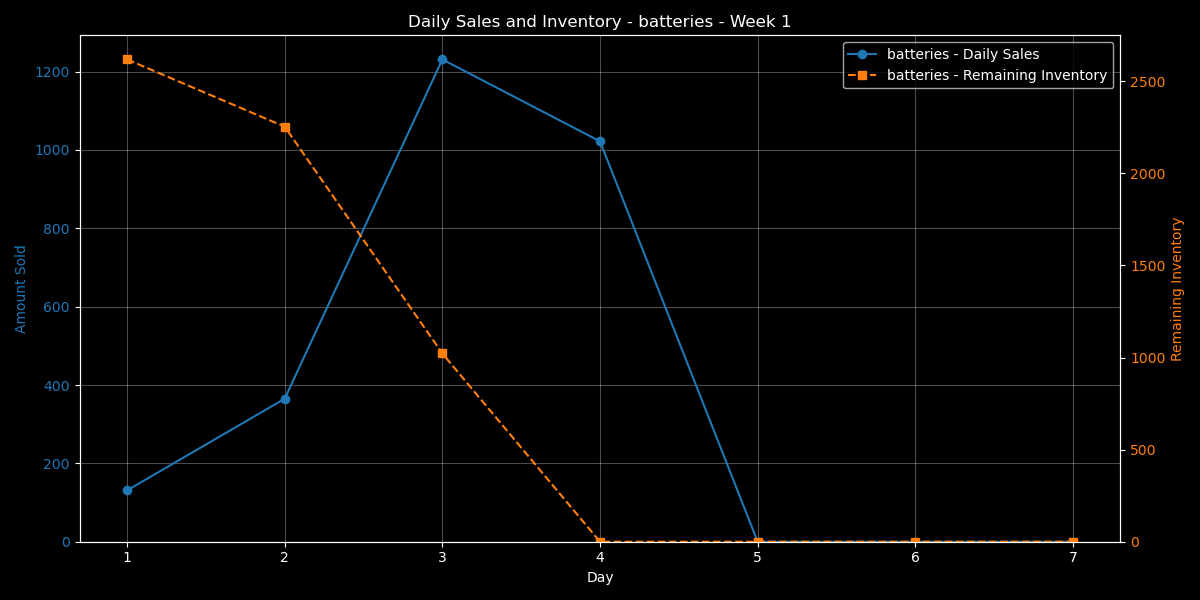 Daily Sales and Inventory - batteries - Week 1
batteries - Daily Sales
batteries - Remaining Inventory
Amount Sold
1200
1000
800
600
400
200
0
2500
2000
1500
1000
500
0
Remaining Inventory
1 2 3 4 5 6 7
Day